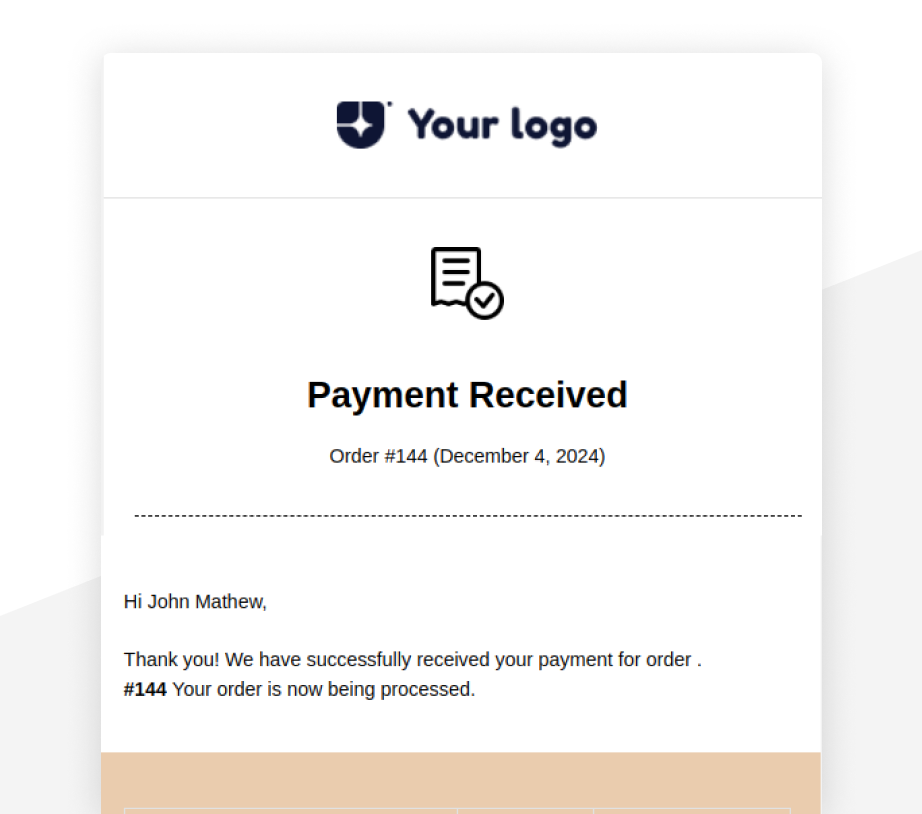 Your logo
Payment Received
Order #144 (December 4, 2024)
Hi John Mathew,
Thank you! We have successfully received your payment for order .
#144 Your order is now being processed.